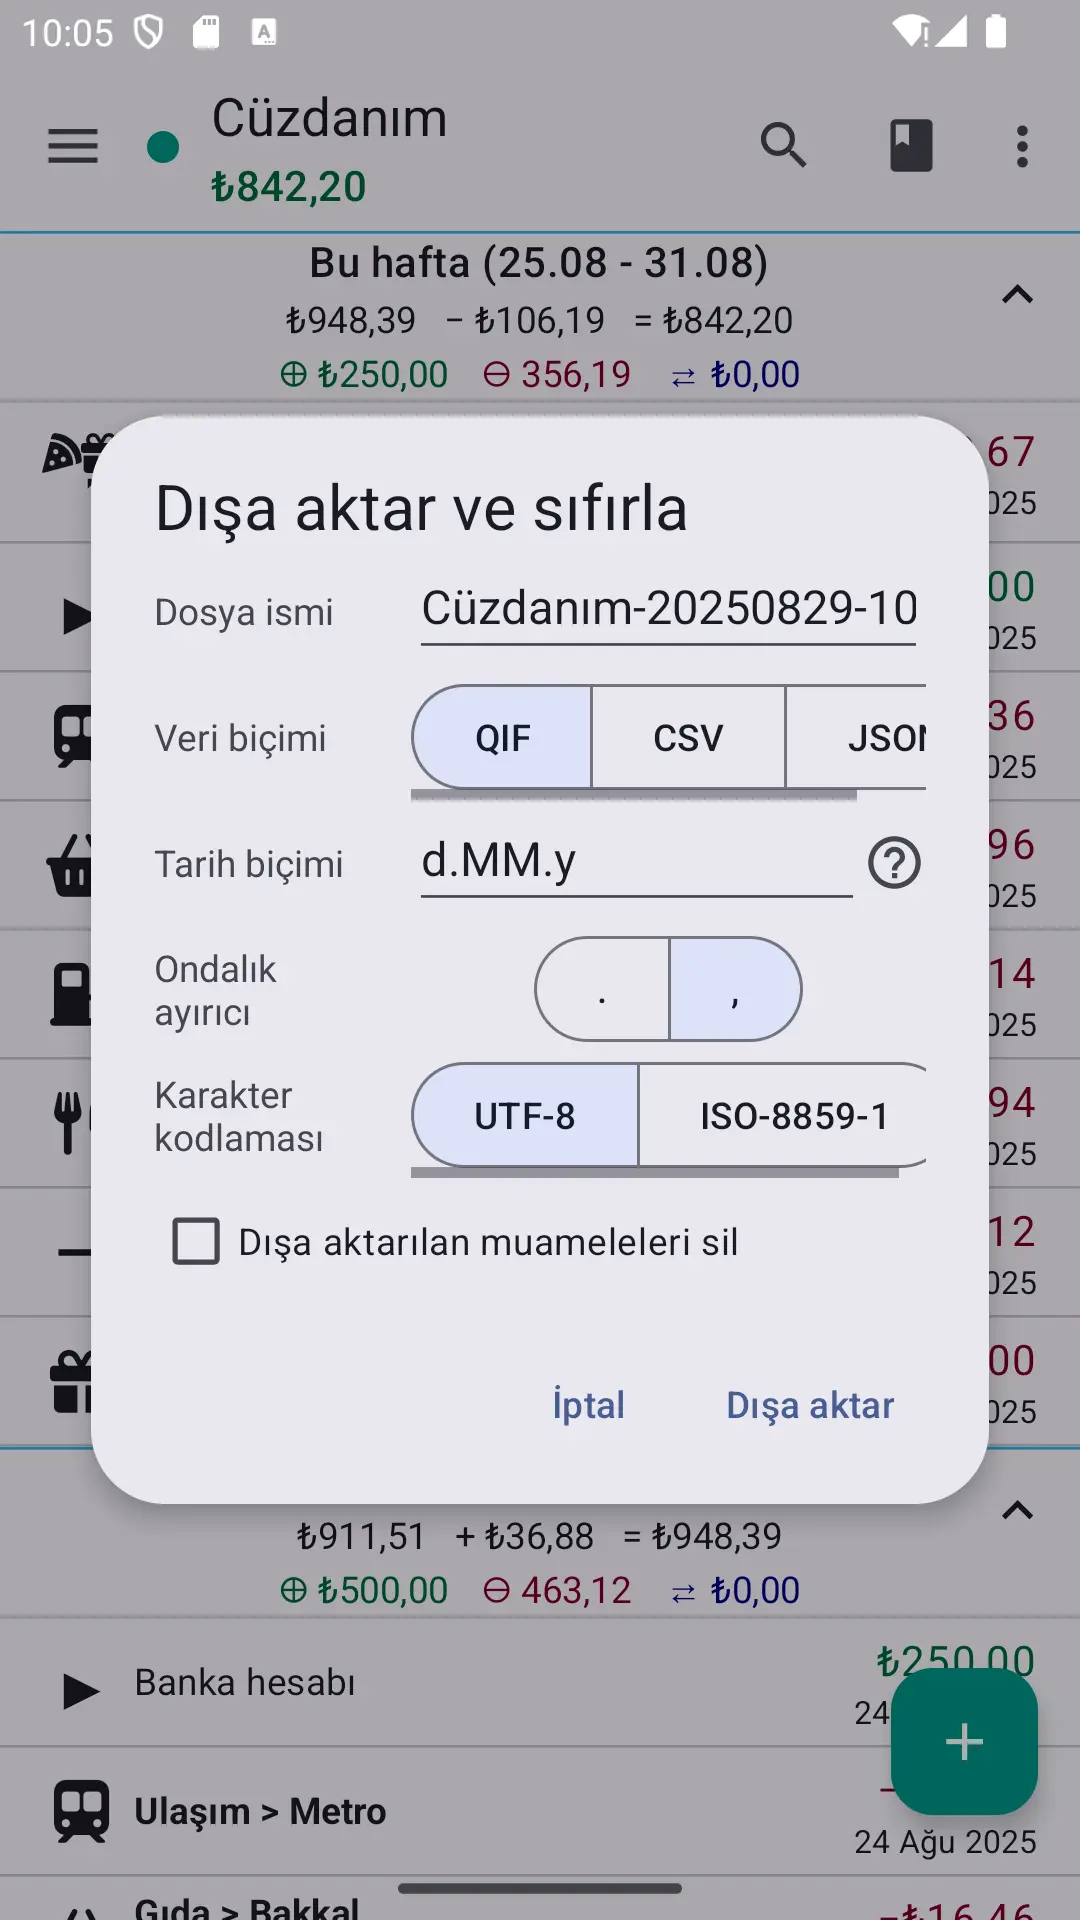 10:05
Cüzdanım
₺842,20
Bu hafta (25.08 - 31.08)
₺948,39 − ₺106,19 = ₺842,20
⊕ ₺250,00 ⊖ 356,19 ⇄ ₺0,00
67
025
00
025
36
025
96
025
14
025
94
025
12
025
00
025
Dışa aktar ve sıfırla
Dosya ismi Cüzdanım-20250829-10
Veri biçimi QIF CSV JSON
Tarih biçimi d.MM.y
Ondalık
ayırıcı . ,
Karakter
kodlaması UTF-8 ISO-8859-1
Dışa aktarılan muameleleri sil
İptal Dışa aktar
₺911,51 + ₺36,88 = ₺948,39
⊕ ₺500,00 ⊖ 463,12 ⇄ ₺0,00
Banka hesabı ₺250,00
24
Ulaşım > Metro
24 Ağu 2025
Gıda > Bakkal −₺16,46